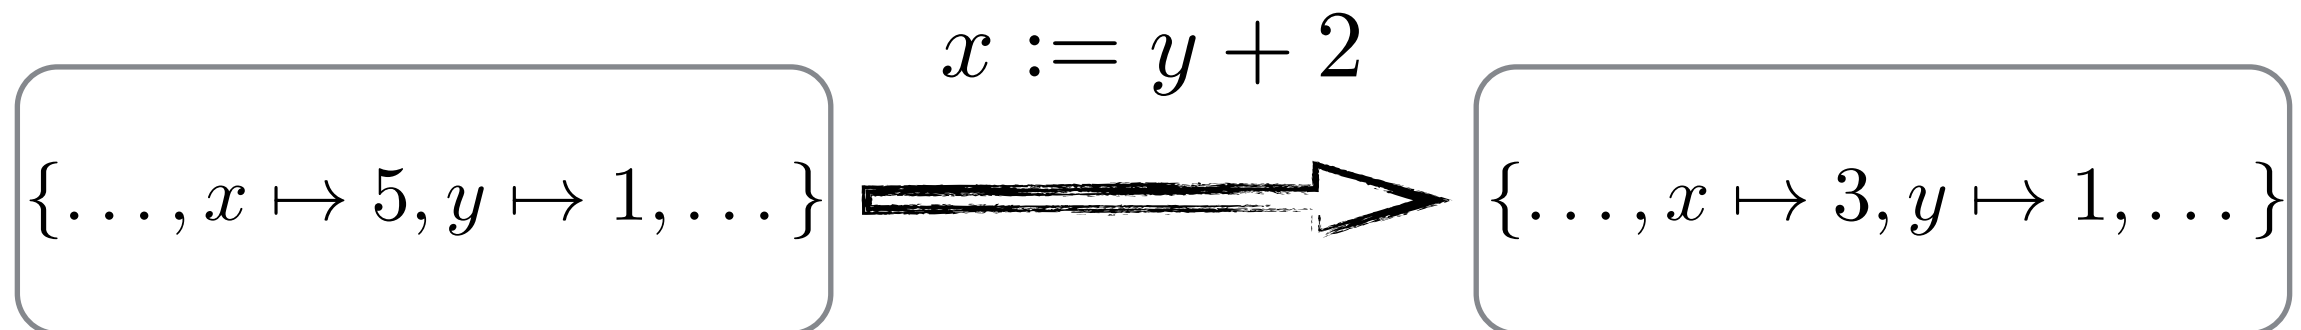 x := y + 2
{..., x ↦ 5, y ↦ 1, ...}
{..., x ↦ 3, y ↦ 1, ...}